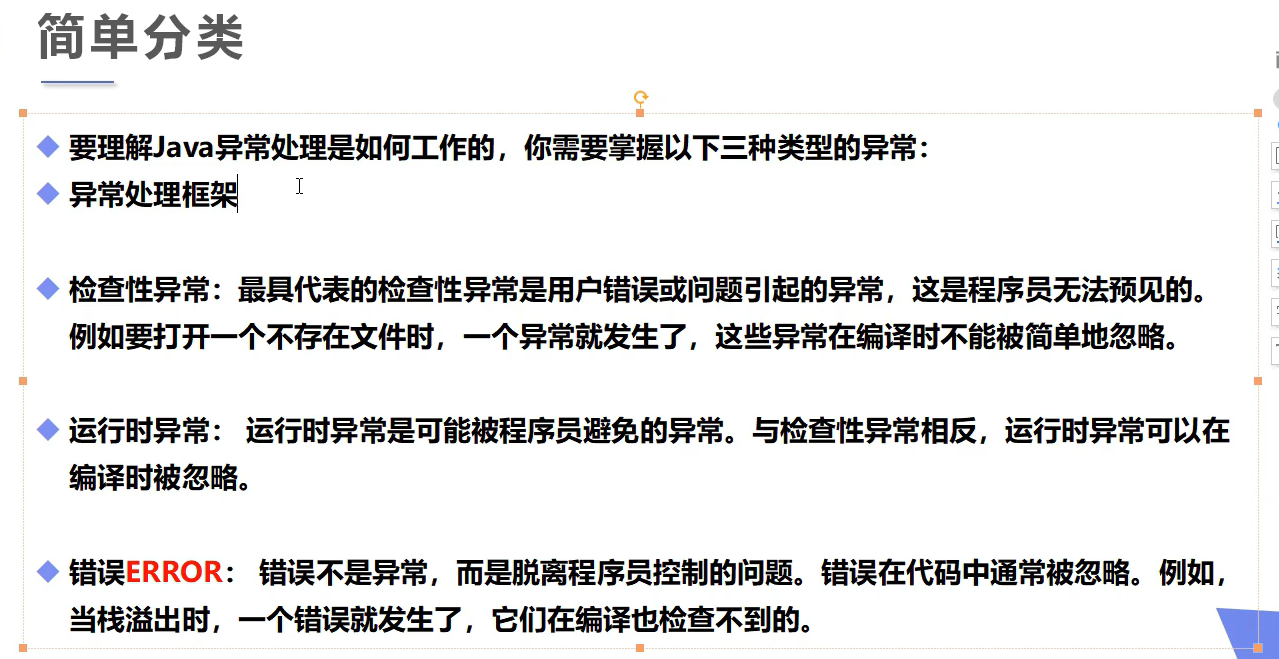 简单分类
要理解Java异常处理是如何工作的，你需要掌握以下三种类型的异常：
异常处理框架
检查性异常：最具代表的检查性异常是用户错误或问题引起的异常，这是程序员无法预见的。
例如要打开一个不存在文件时，一个异常就发生了，这些异常在编译时不能被简单地忽略。
运行时异常： 运行时异常是可能被程序员避免的异常。与检查性异常相反，运行时异常可以在
编译时被忽略。
错误ERROR： 错误不是异常，而是脱离程序员控制的问题。错误在代码中通常被忽略。例如，
当栈溢出时，一个错误就发生了，它们在编译也检查不到的。